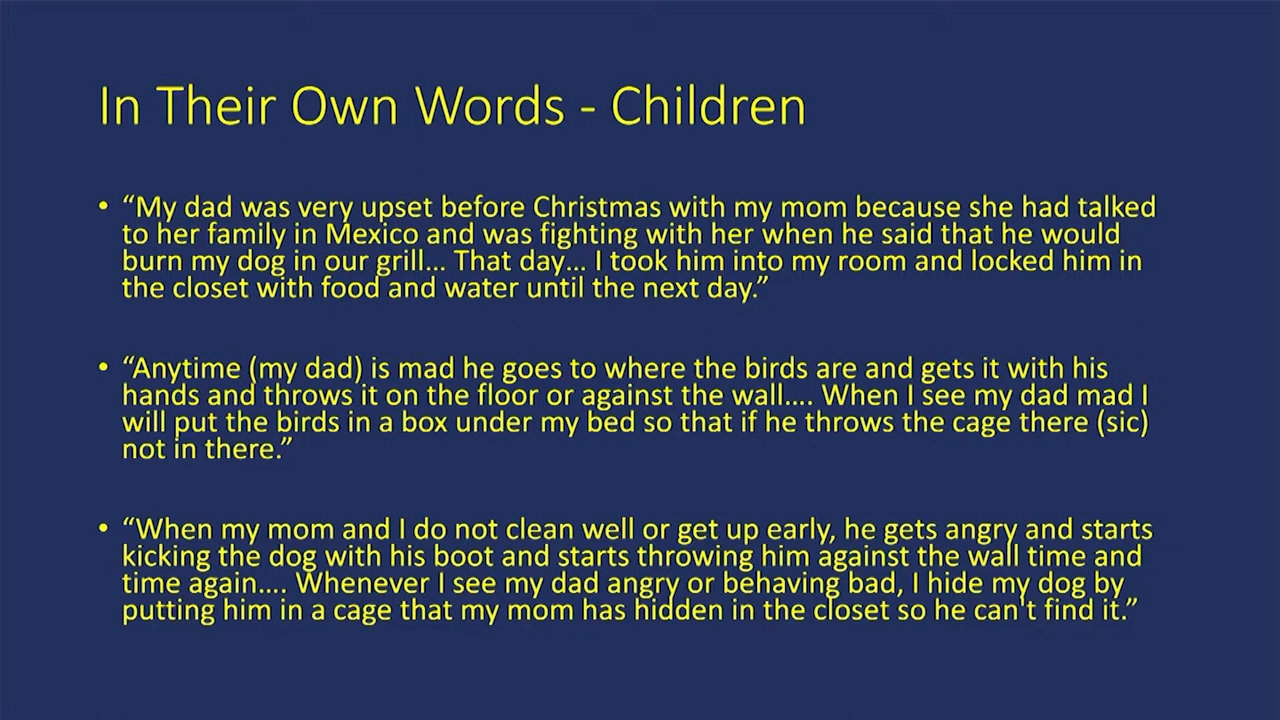 In Their Own Words - Children
• “My dad was very upset before Christmas with my mom because she had talked
to her family in Mexico and was fighting with her when he said that he would
burn my dog in our grill… That day… I took him into my room and locked him in
the closet with food and water until the next day.”
• “Anytime (my dad) is mad he goes to where the birds are and gets it with his
hands and throws it on the floor or against the wall…. When I see my dad mad I
will put the birds in a box under my bed so that if he throws the cage there (sic)
not in there.”
• “When my mom and I do not clean well or get up early, he gets angry and starts
kicking the dog with his boot and starts throwing him against the wall time and
time again…. Whenever I see my dad angry or behaving bad, I hide my dog by
putting him in a cage that my mom has hidden in the closet so he can't find it.”